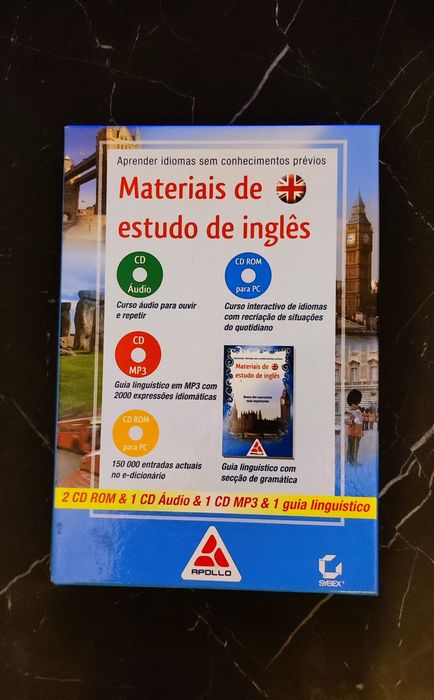 Aprender idiomas sem conhecimentos prévios
Materiais de
estudo de inglês
CD
Áudio
Curso áudio para ouvir
e repetir
CD ROM
para PC
Curso interactivo de idiomas
com recriação de situações
do quotidiano
CD
MP3
Guia linguístico em MP3 com
2000 expressões idiomáticas
Materiais de
estudo de inglês
APOLLO
CD ROM
para PC
150 000 entradas actuais
no e-dicionário
Guia linguístico com
secção de gramática
2 CD ROM & 1 CD Áudio & 1 CD MP3 & 1 guia linguístico
APOLLO
SYBEX®